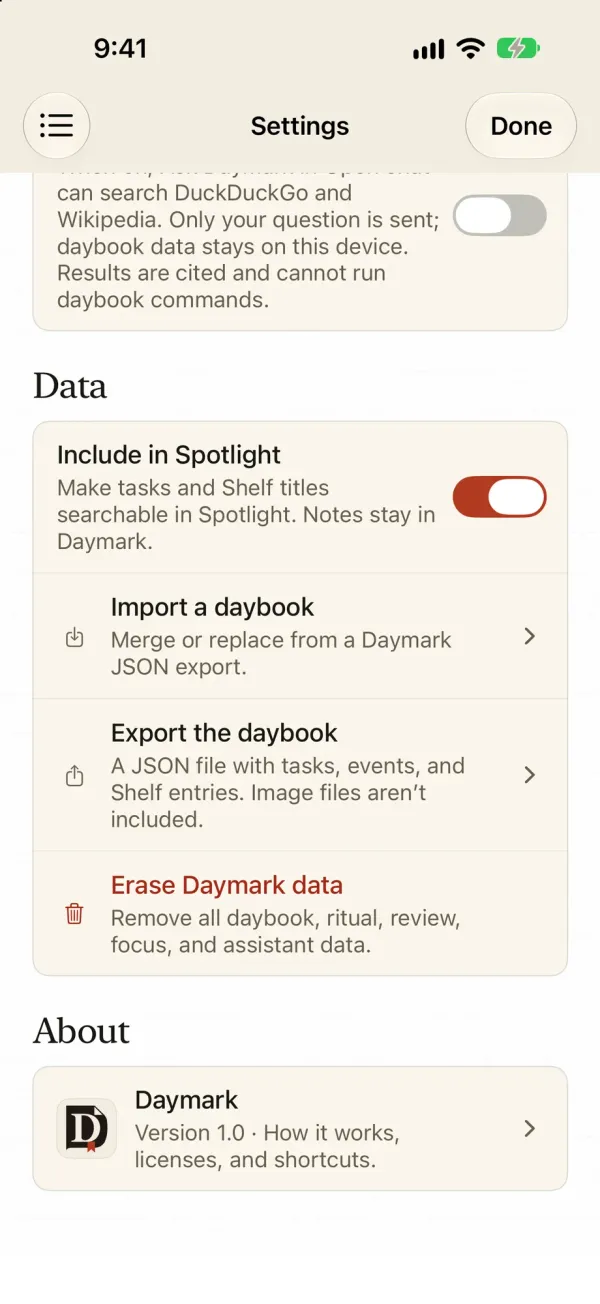 9:41
Settings
Done
can search DuckDuckGo and
Wikipedia. Only your question is sent;
daybook data stays on this device.
Results are cited and cannot run
daybook commands.
Data
Include in Spotlight
Make tasks and Shelf titles
searchable in Spotlight. Notes stay in
Daymark.
Import a daybook
Merge or replace from a Daymark
JSON export.
Export the daybook
A JSON file with tasks, events, and
Shelf entries. Image files aren’t
included.
Erase Daymark data
Remove all daybook, ritual, review,
focus, and assistant data.
About
D
Daymark
Version 1.0 · How it works,
licenses, and shortcuts.